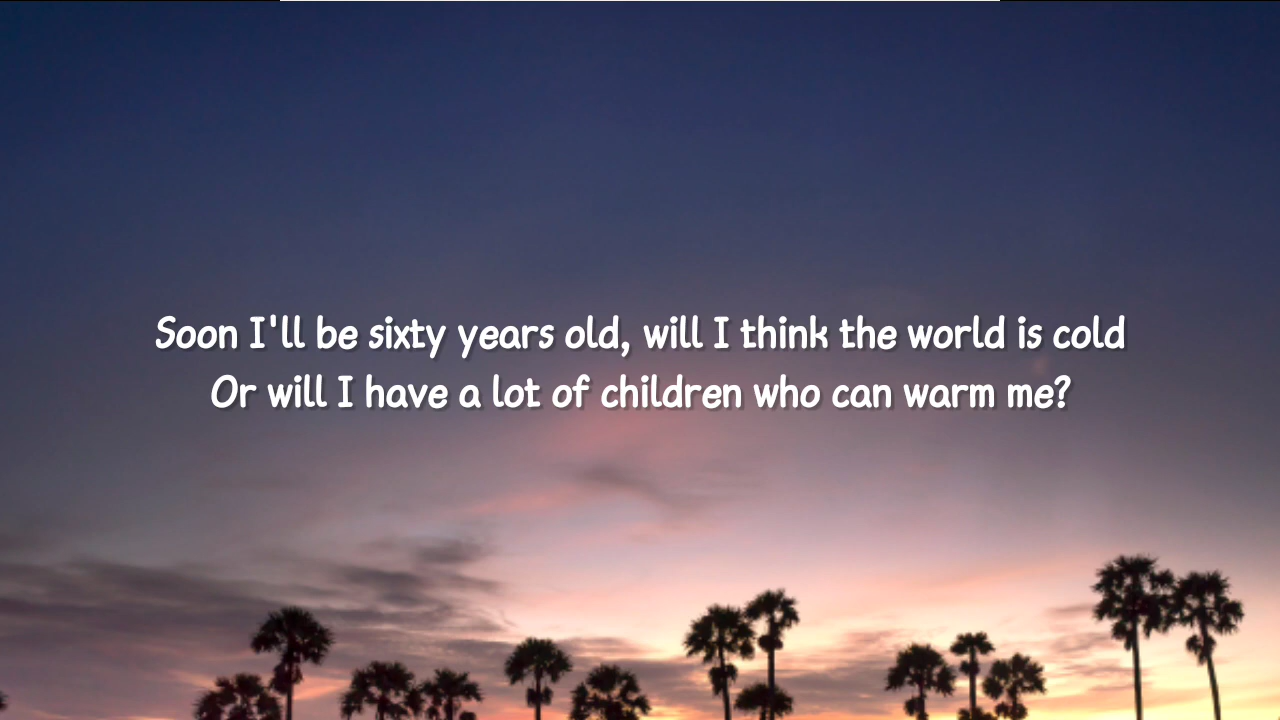 Soon I'll be sixty years old, will I think the world is cold
Or will I have a lot of children who can warm me?